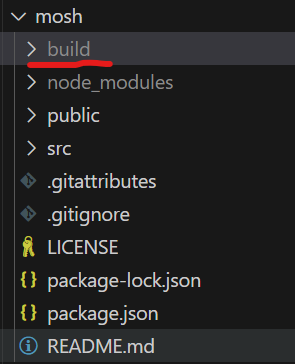 mosh
build
node_modules
public
src
.gitattributes
.gitignore
LICENSE
package-lock.json
package.json
README.md